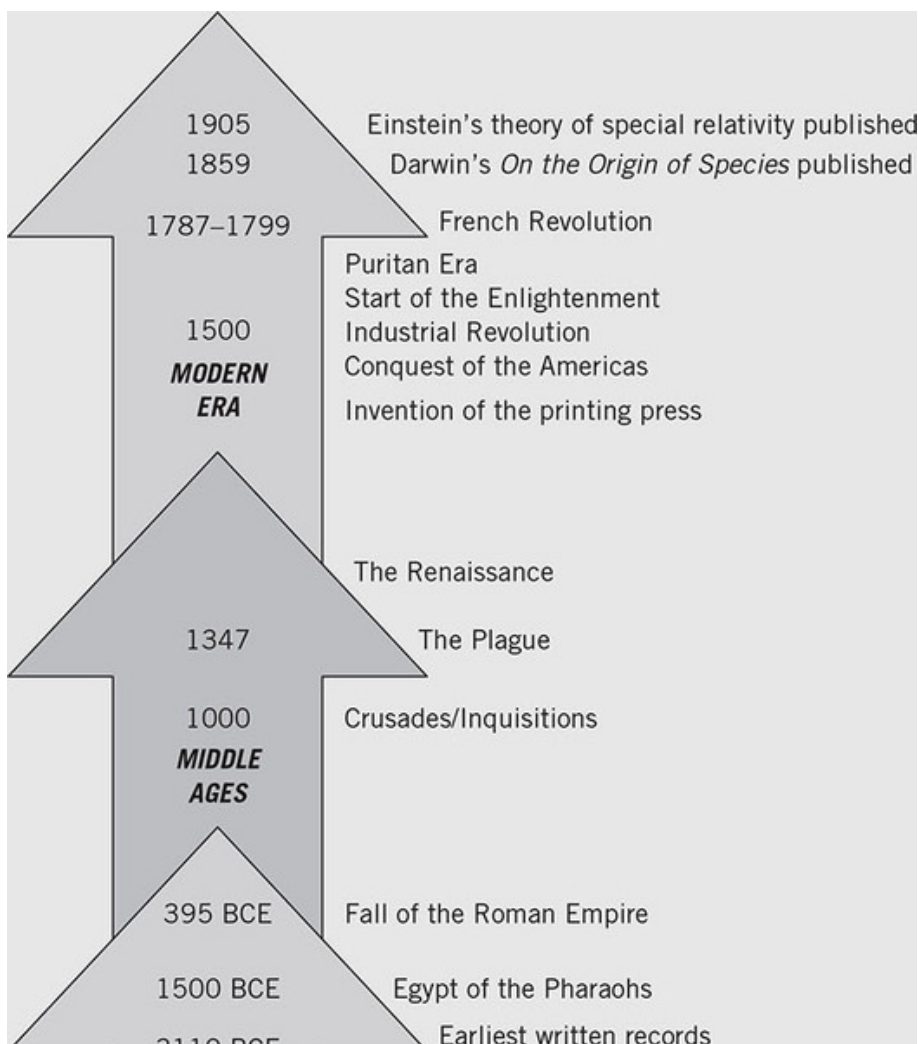 1905 Einstein’s theory of special relativity published
1859 Darwin’s On the Origin of Species published
1787–1799 French Revolution
Puritan Era
Start of the Enlightenment
1500 Industrial Revolution
MODERN Conquest of the Americas
ERA Invention of the printing press
The Renaissance
1347 The Plague
1000 Crusades/Inquisitions
MIDDLE
AGES
395 BCE Fall of the Roman Empire
1500 BCE Egypt of the Pharaohs
BCE Earliest written records